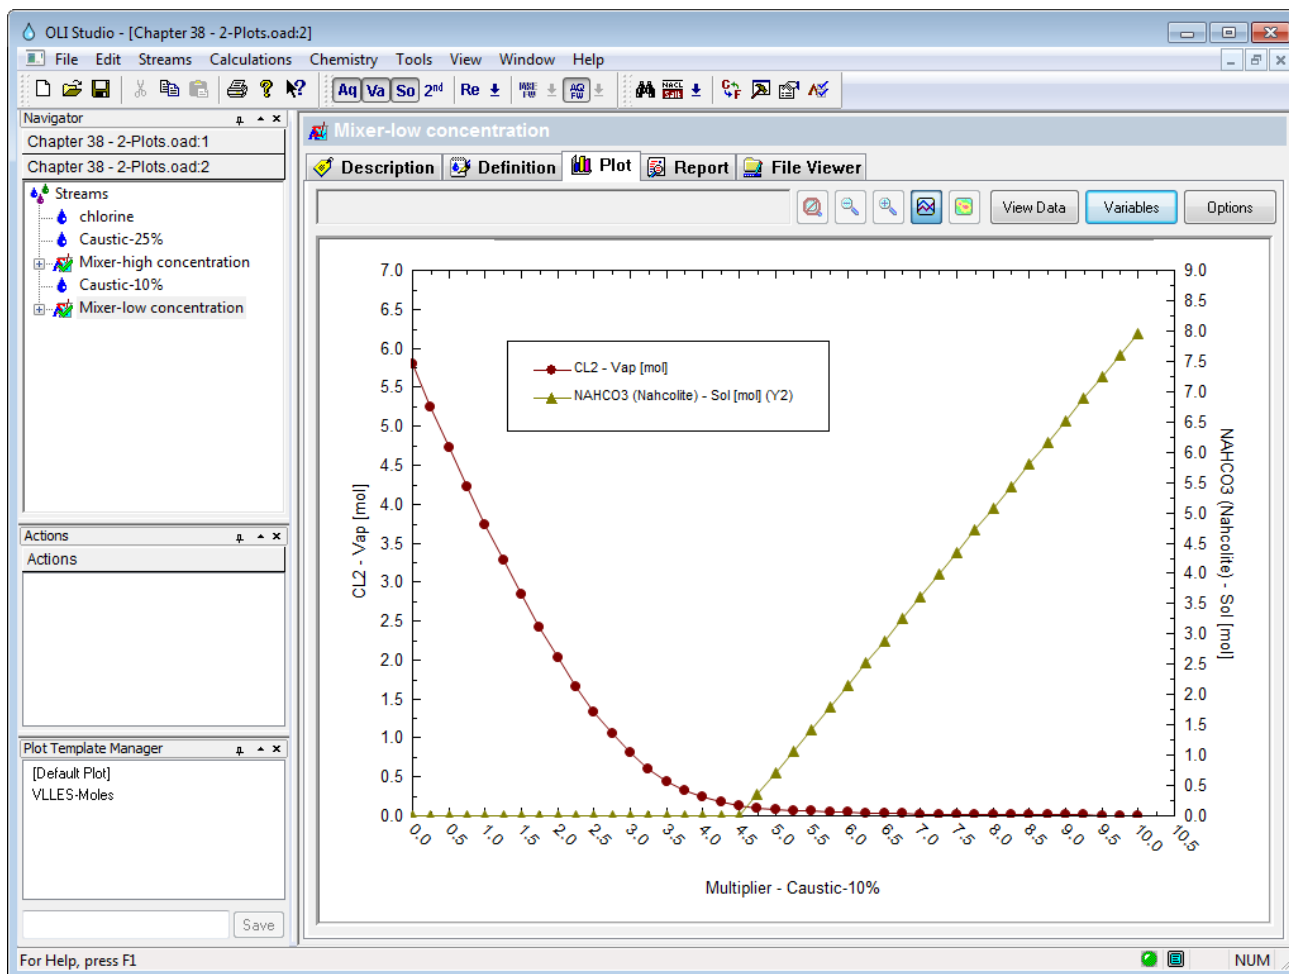 OLI Studio - [Chapter 38 - 2-Plots.oad:2]
File Edit Streams Calculations Chemistry Tools View Window Help
Aq Va So 2nd Re
Navigator
Chapter 38 - 2-Plots.oad:1
Chapter 38 - 2-Plots.oad:2
Streams
chlorine
Caustic-25%
Mixer-high concentration
Caustic-10%
Mixer-low concentration
Actions
Actions
Plot Template Manager
[Default Plot]
VLLES-Moles
Save
Mixer-low concentration
Description Definition Plot Report File Viewer
View Data Variables Options
CL2 - Vap [mol]
NAHCO3 (Nahcolite) - Sol [mol] (Y2)
CL2 - Vap [mol]
7.0
6.5
6.0
5.5
5.0
4.5
4.0
3.5
3.0
2.5
2.0
1.5
1.0
0.5
0.0
9.0
8.5
8.0
7.5
7.0
6.5
6.0
5.5
5.0
4.5
4.0
3.5
3.0
2.5
2.0
1.5
1.0
0.5
0.0
NAHCO3 (Nahcolite) - Sol [mol]
0.0 0.5 1.0 1.5 2.0 2.5 3.0 3.5 4.0 4.5 5.0 5.5 6.0 6.5 7.0 7.5 8.0 8.5 9.0 9.5 10.0 10.5
Multiplier - Caustic-10%
For Help, press F1
NUM